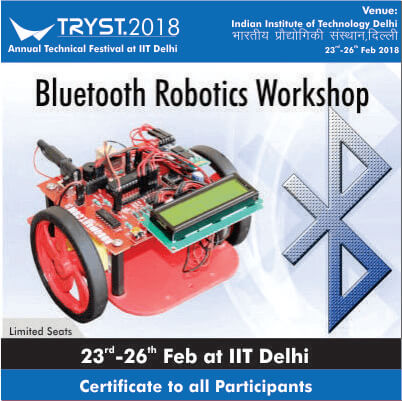 TRYST.2018
Annual Technical Festival at IIT Delhi
Venue:
Indian Institute of Technology Delhi
भारतीय प्रौद्योगिकी संस्थान,दिल्ली
23rd-26th Feb 2018
Bluetooth Robotics Workshop
Limited Seats
23rd-26th Feb at IIT Delhi
Certificate to all Participants